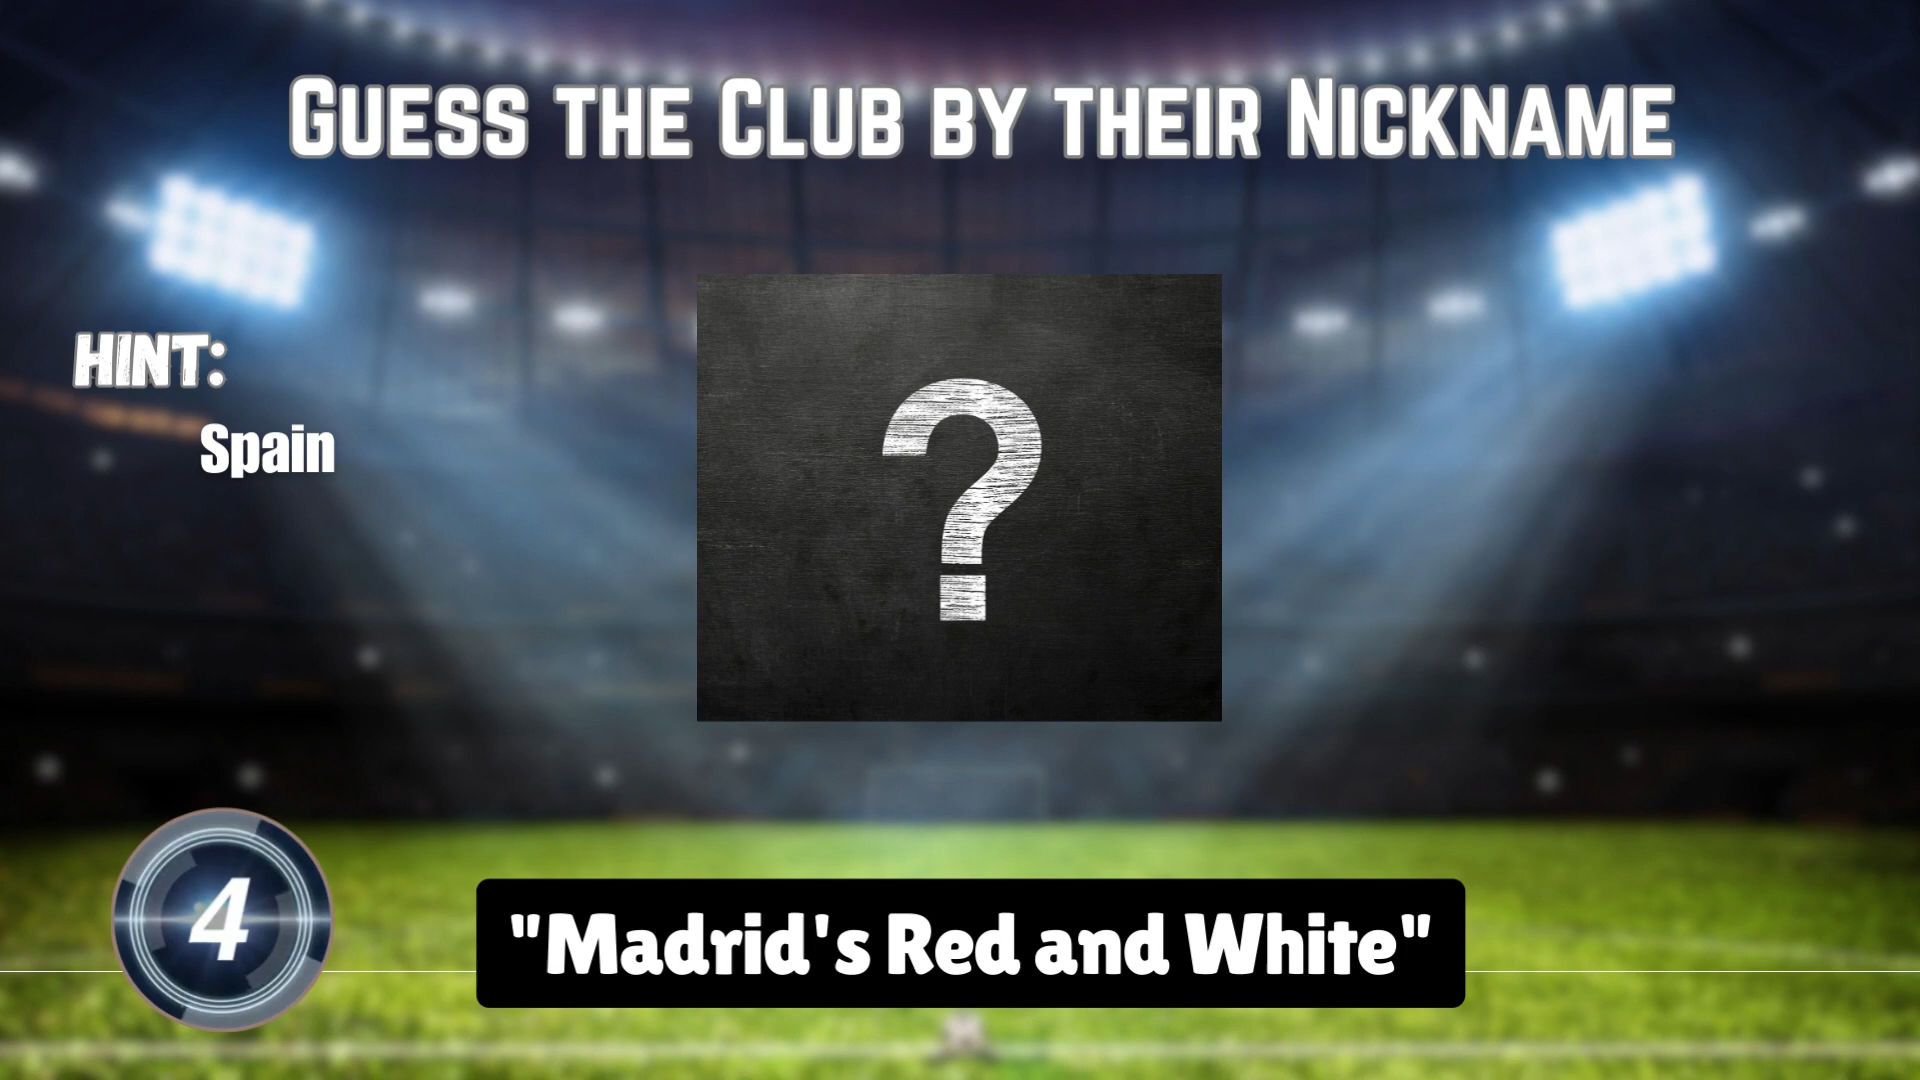 Guess the Club by their Nickname
HINT:
Spain
?
4
"Madrid's Red and White"